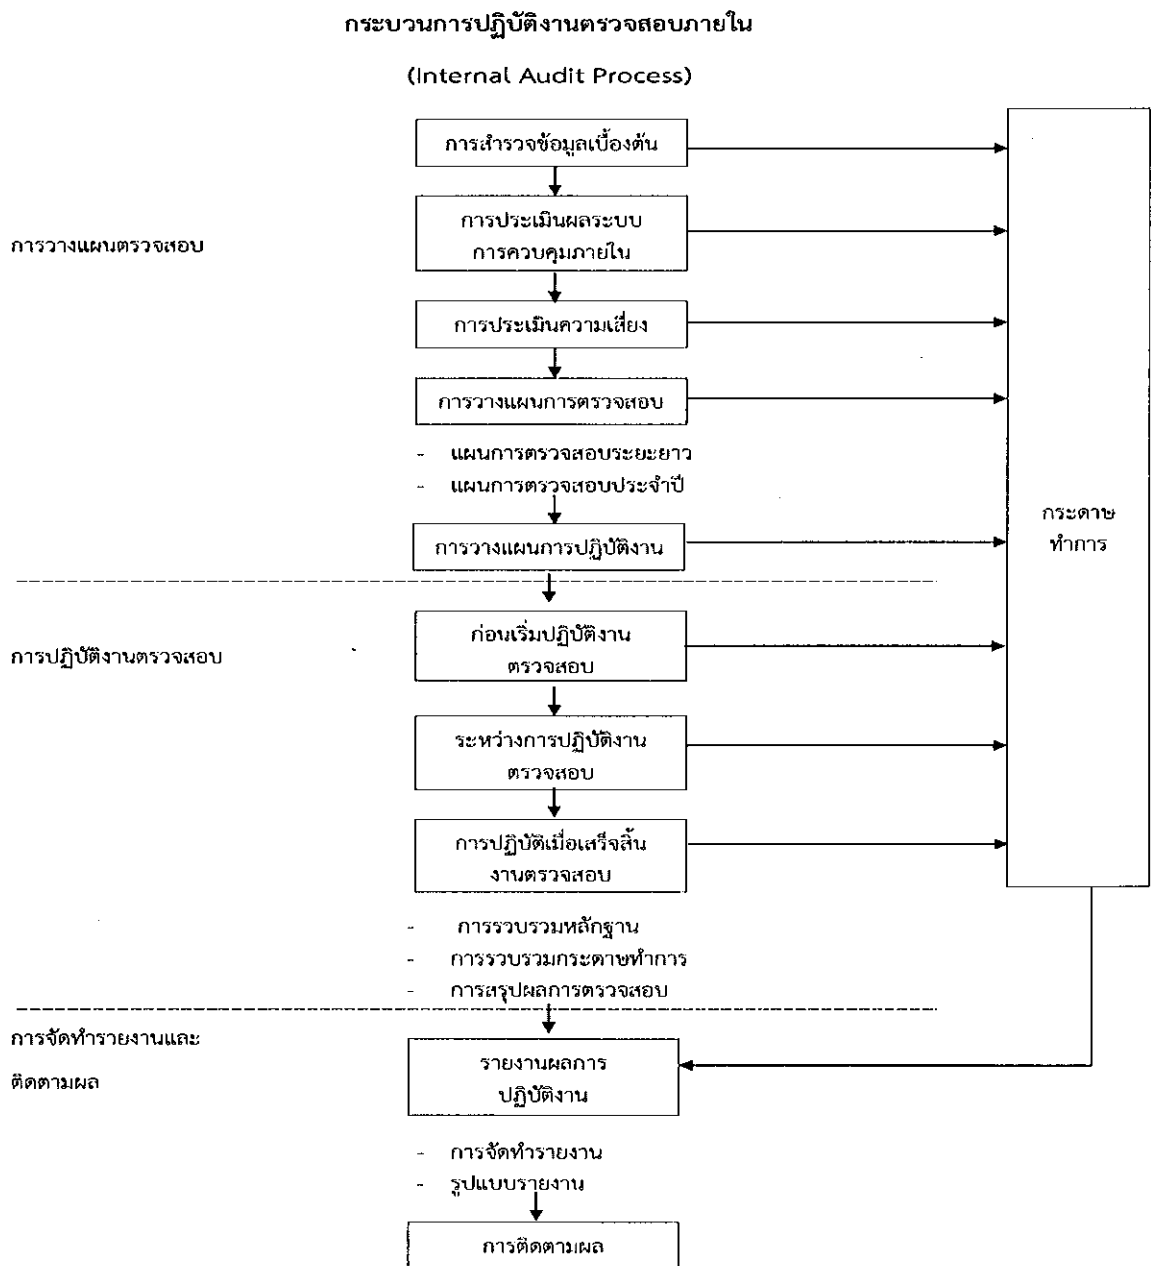 กระบวนการปฏิบัติงานตรวจสอบภายใน
(Internal Audit Process)
การสำรวจข้อมูลเบื้องต้น
การประเมินผลระบบ
การควบคุมภายใน
การวางแผนตรวจสอบ
การประเมินความเสี่ยง
การวางแผนการตรวจสอบ
- แผนการตรวจสอบระยะยาว
- แผนการตรวจสอบประจำปี
กระดาษ
ทำการ
การวางแผนการปฏิบัติงาน
ก่อนเริ่มปฏิบัติงาน
ตรวจสอบ
การปฏิบัติงานตรวจสอบ
ระหว่างการปฏิบัติงาน
ตรวจสอบ
การปฏิบัติเมื่อเสร็จสิ้น
งานตรวจสอบ
- การรวบรวมหลักฐาน
- การรวบรวมกระดาษทำการ
- การสรุปผลการตรวจสอบ
การจัดทำรายงานและ
ติดตามผล
รายงานผลการ
ปฏิบัติงาน
- การจัดทำรายงาน
- รูปแบบรายงาน
การติดตามผล